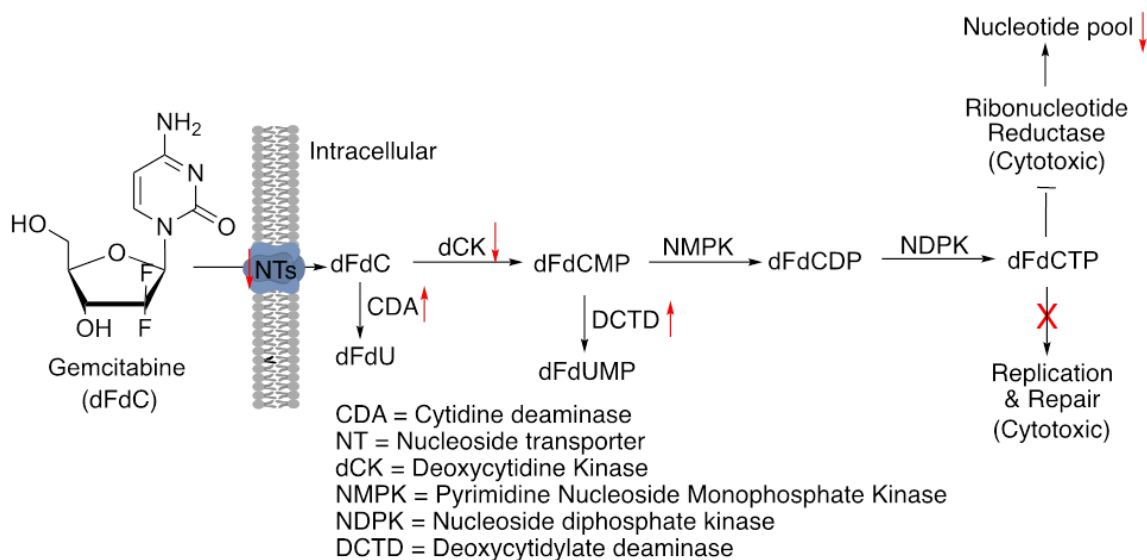 Nucleotide pool
Ribonucleotide
Reductase
(Cytotoxic)
NH2
N
N
O
HO
O
F
F
OH
Gemcitabine
(dFdC)
Intracellular
NTs
dFdC
dCK
dFdCMP
NMPK
dFdCDP
NDPK
dFdCTP
CDA
dFdU
DCTD
dFdUMP
X
Replication
& Repair
(Cytotoxic)
CDA = Cytidine deaminase
NT = Nucleoside transporter
dCK = Deoxycytidine Kinase
NMPK = Pyrimidine Nucleoside Monophosphate Kinase
NDPK = Nucleoside diphosphate kinase
DCTD = Deoxycytidylate deaminase